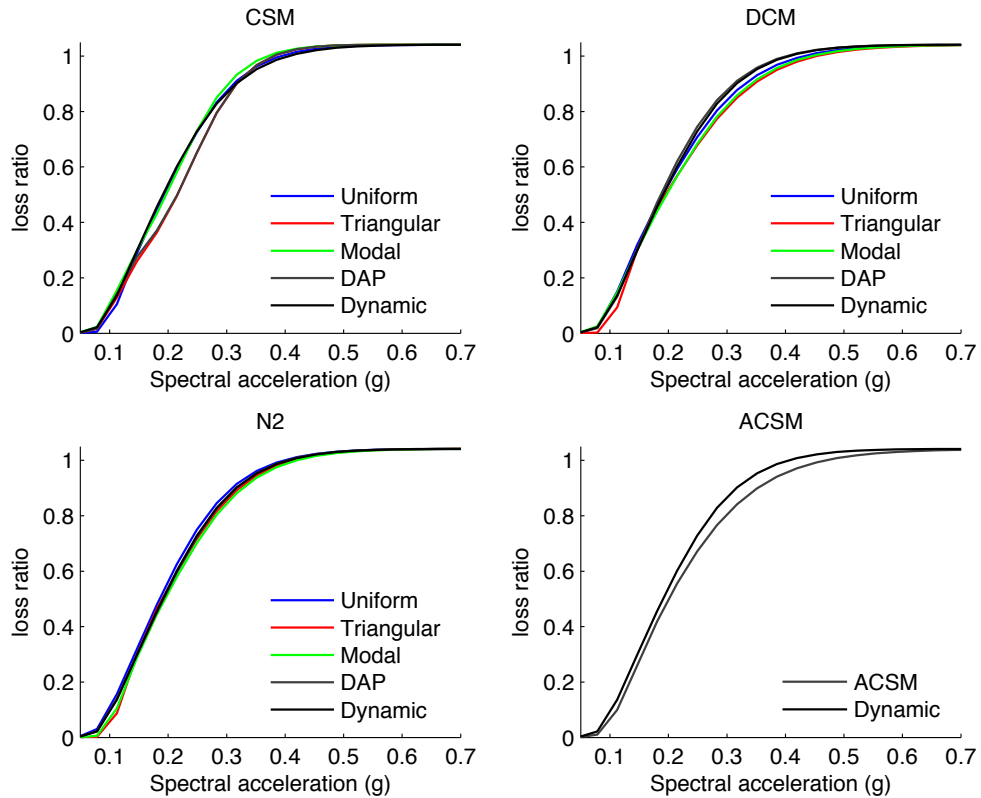 CSM
1
0.8
0.6
0.4
0.2
0
loss ratio
Uniform
Triangular
Modal
DAP
Dynamic
0.1 0.2 0.3 0.4 0.5 0.6 0.7
Spectral acceleration (g)
DCM
1
0.8
0.6
0.4
0.2
0
loss ratio
Uniform
Triangular
Modal
DAP
Dynamic
0.1 0.2 0.3 0.4 0.5 0.6 0.7
Spectral acceleration (g)
N2
1
0.8
0.6
0.4
0.2
0
loss ratio
Uniform
Triangular
Modal
DAP
Dynamic
0.1 0.2 0.3 0.4 0.5 0.6 0.7
Spectral acceleration (g)
ACSM
1
0.8
0.6
0.4
0.2
0
loss ratio
ACSM
Dynamic
0.1 0.2 0.3 0.4 0.5 0.6 0.7
Spectral acceleration (g)